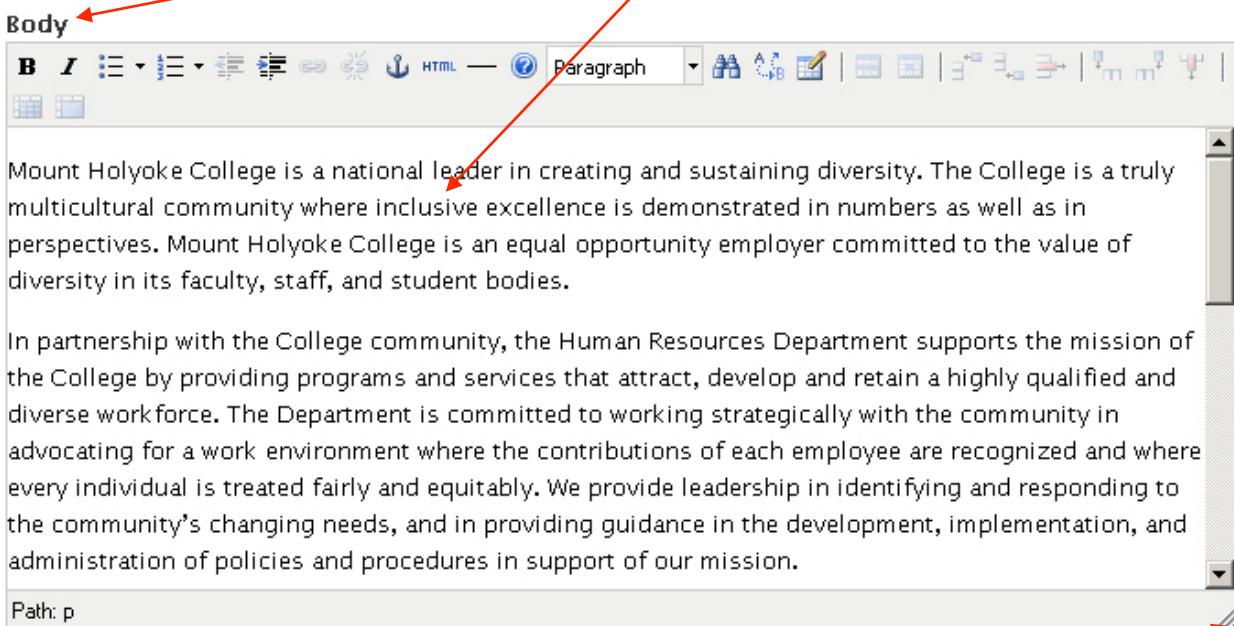 Body
B I HTML Paragraph
Mount Holyoke College is a national leader in creating and sustaining diversity. The College is a truly
multicultural community where inclusive excellence is demonstrated in numbers as well as in
perspectives. Mount Holyoke College is an equal opportunity employer committed to the value of
diversity in its faculty, staff, and student bodies.
In partnership with the College community, the Human Resources Department supports the mission of
the College by providing programs and services that attract, develop and retain a highly qualified and
diverse workforce. The Department is committed to working strategically with the community in
advocating for a work environment where the contributions of each employee are recognized and where
every individual is treated fairly and equitably. We provide leadership in identifying and responding to
the community's changing needs, and in providing guidance in the development, implementation, and
administration of policies and procedures in support of our mission.
Path: p